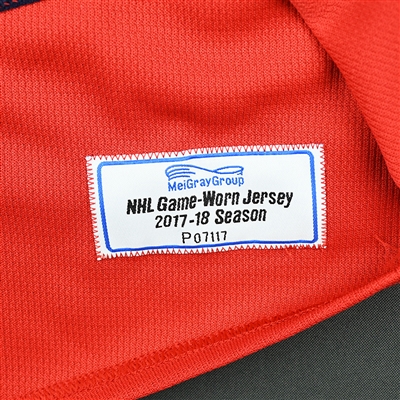 MeiGrayGroup
NHL Game-Worn Jersey
2017-18 Season
P07117